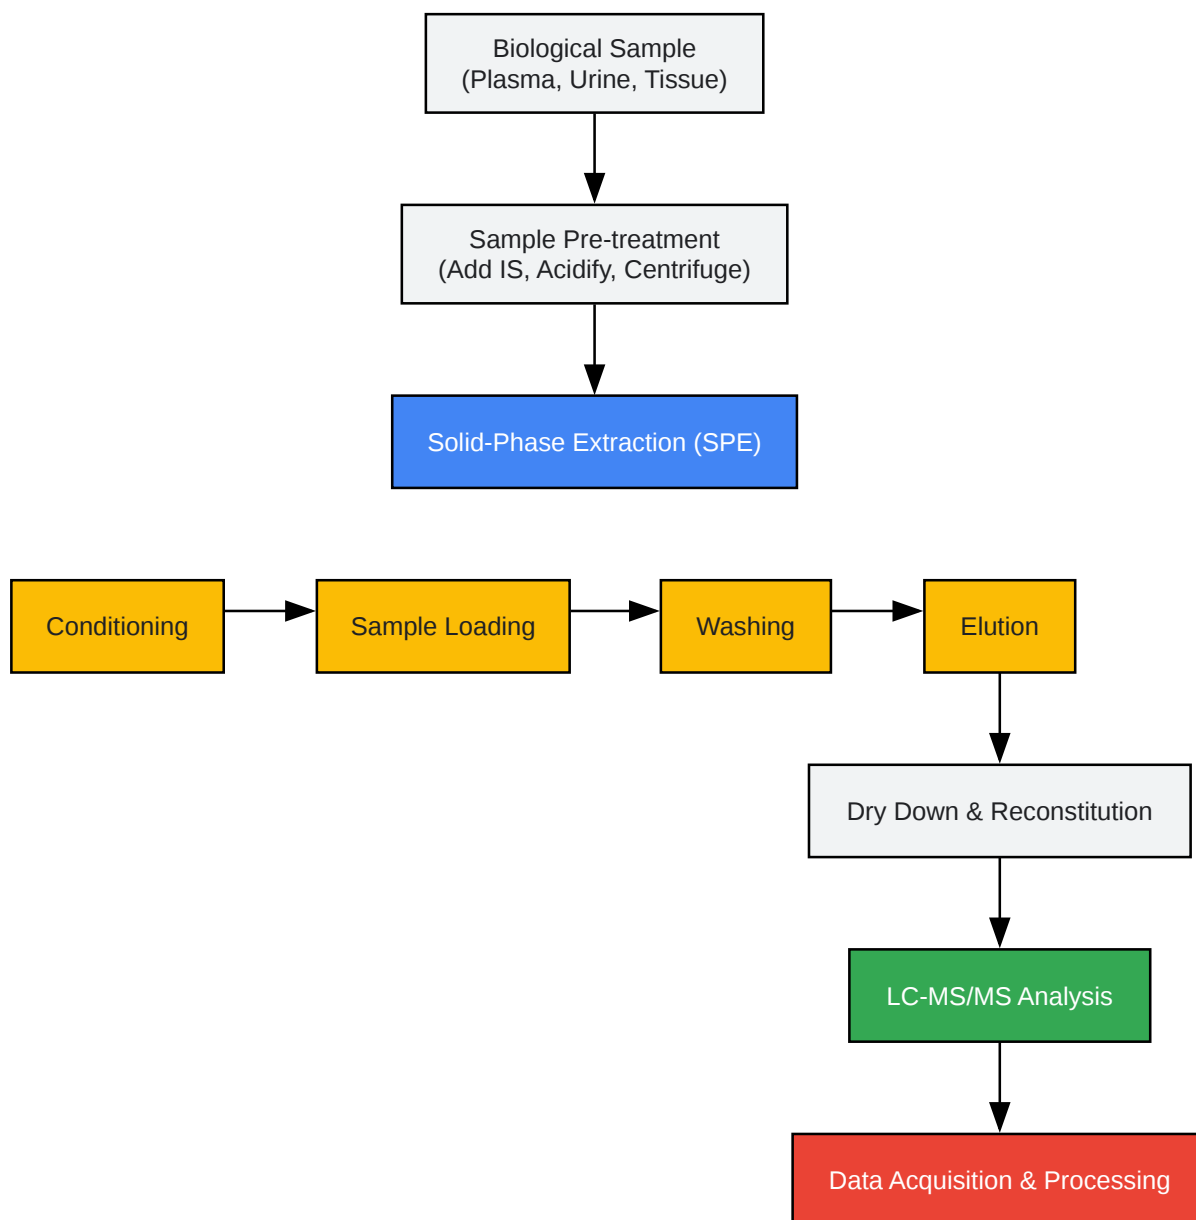 Biological Sample
(Plasma, Urine, Tissue)
Sample Pre-treatment
(Add IS, Acidify, Centrifuge)
Solid-Phase Extraction (SPE)
Conditioning
Sample Loading
Washing
Elution
Dry Down & Reconstitution
LC-MS/MS Analysis
Data Acquisition & Processing